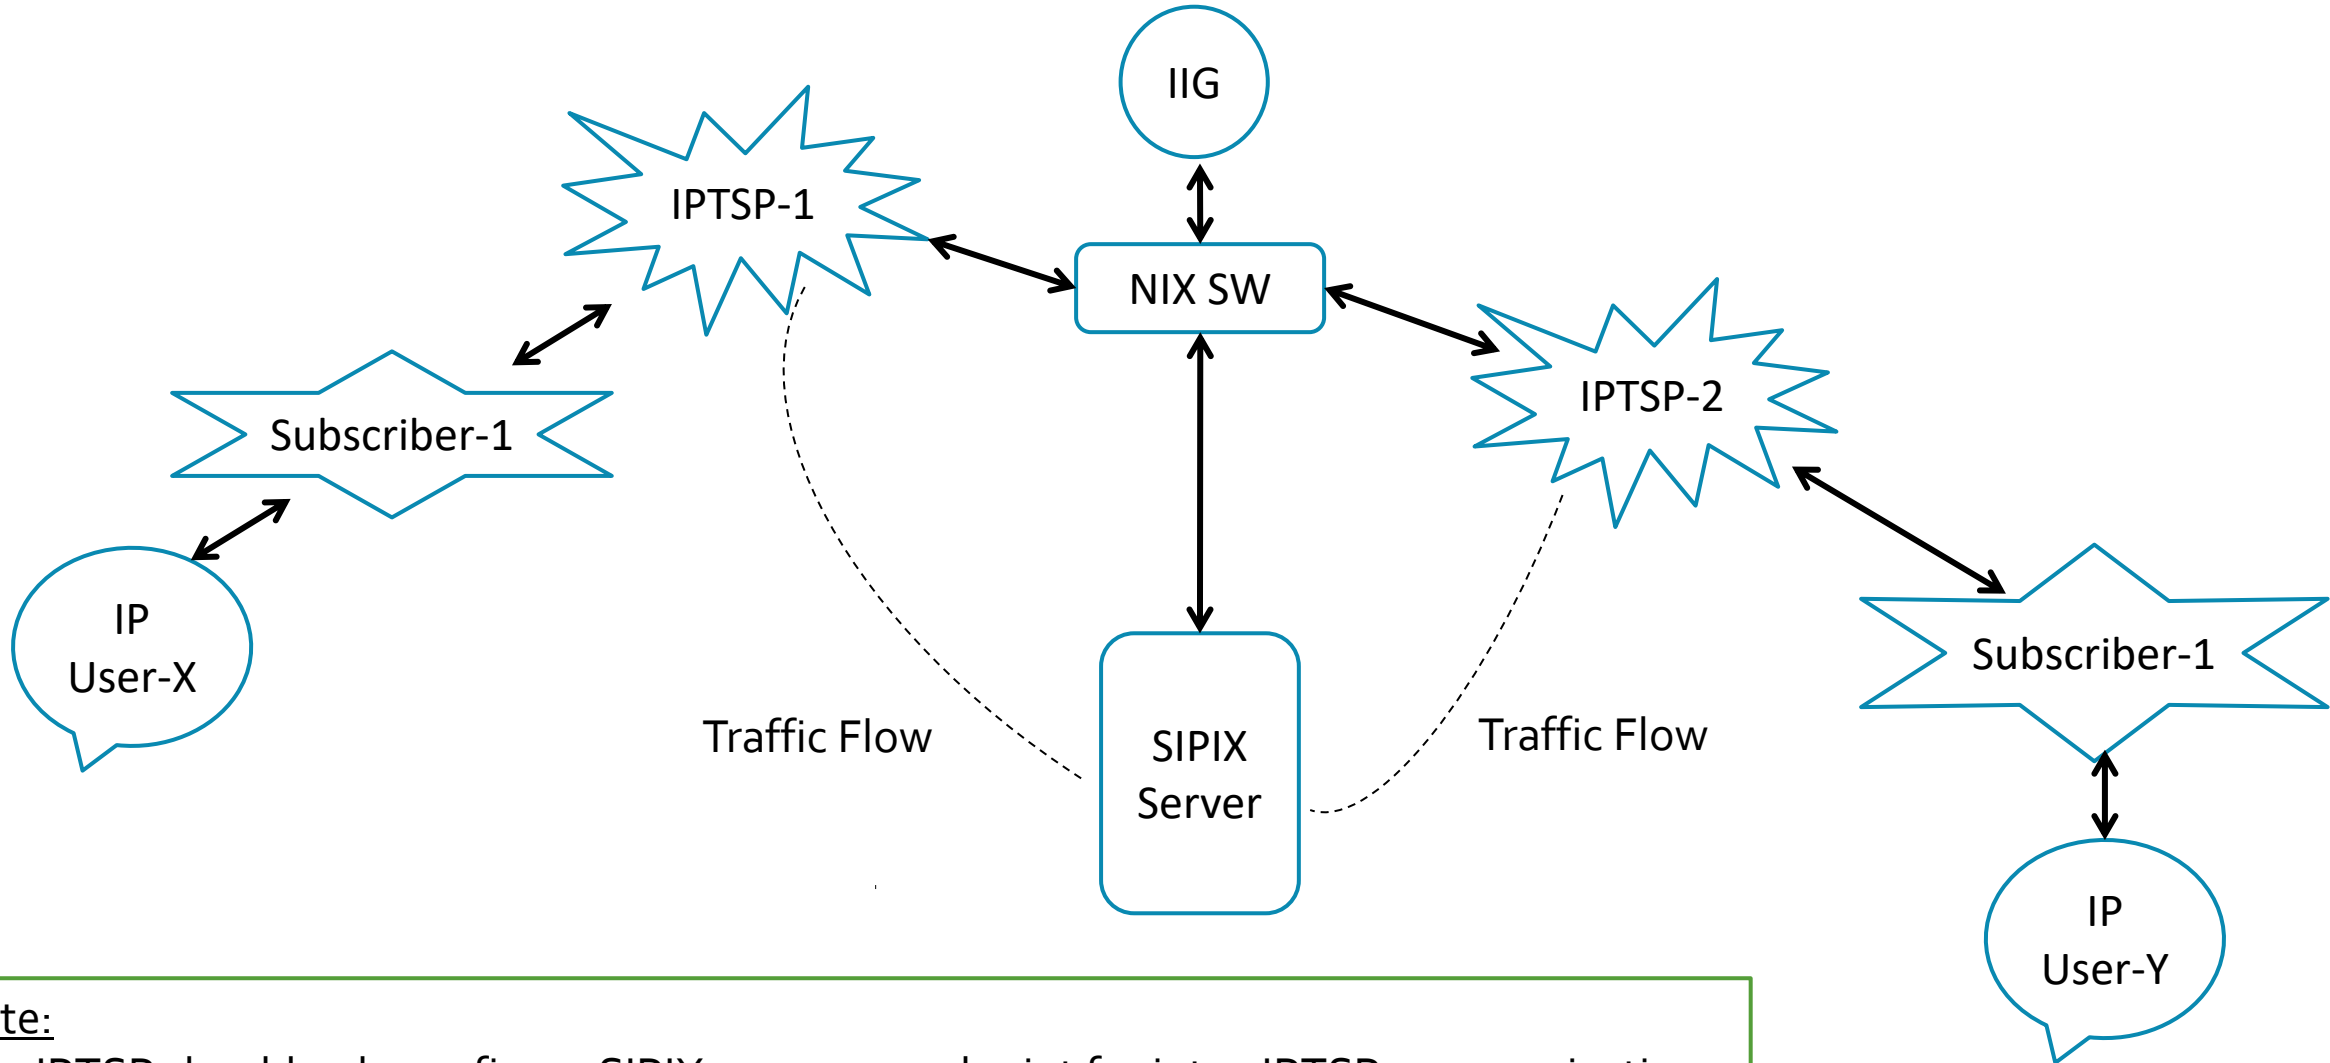 IIG
IPTSP-1
NIX SW
IPTSP-2
Subscriber-1
IP
User-X
Traffic Flow
SIPIX
Server
Traffic Flow
Subscriber-1
IP
User-Y
te: